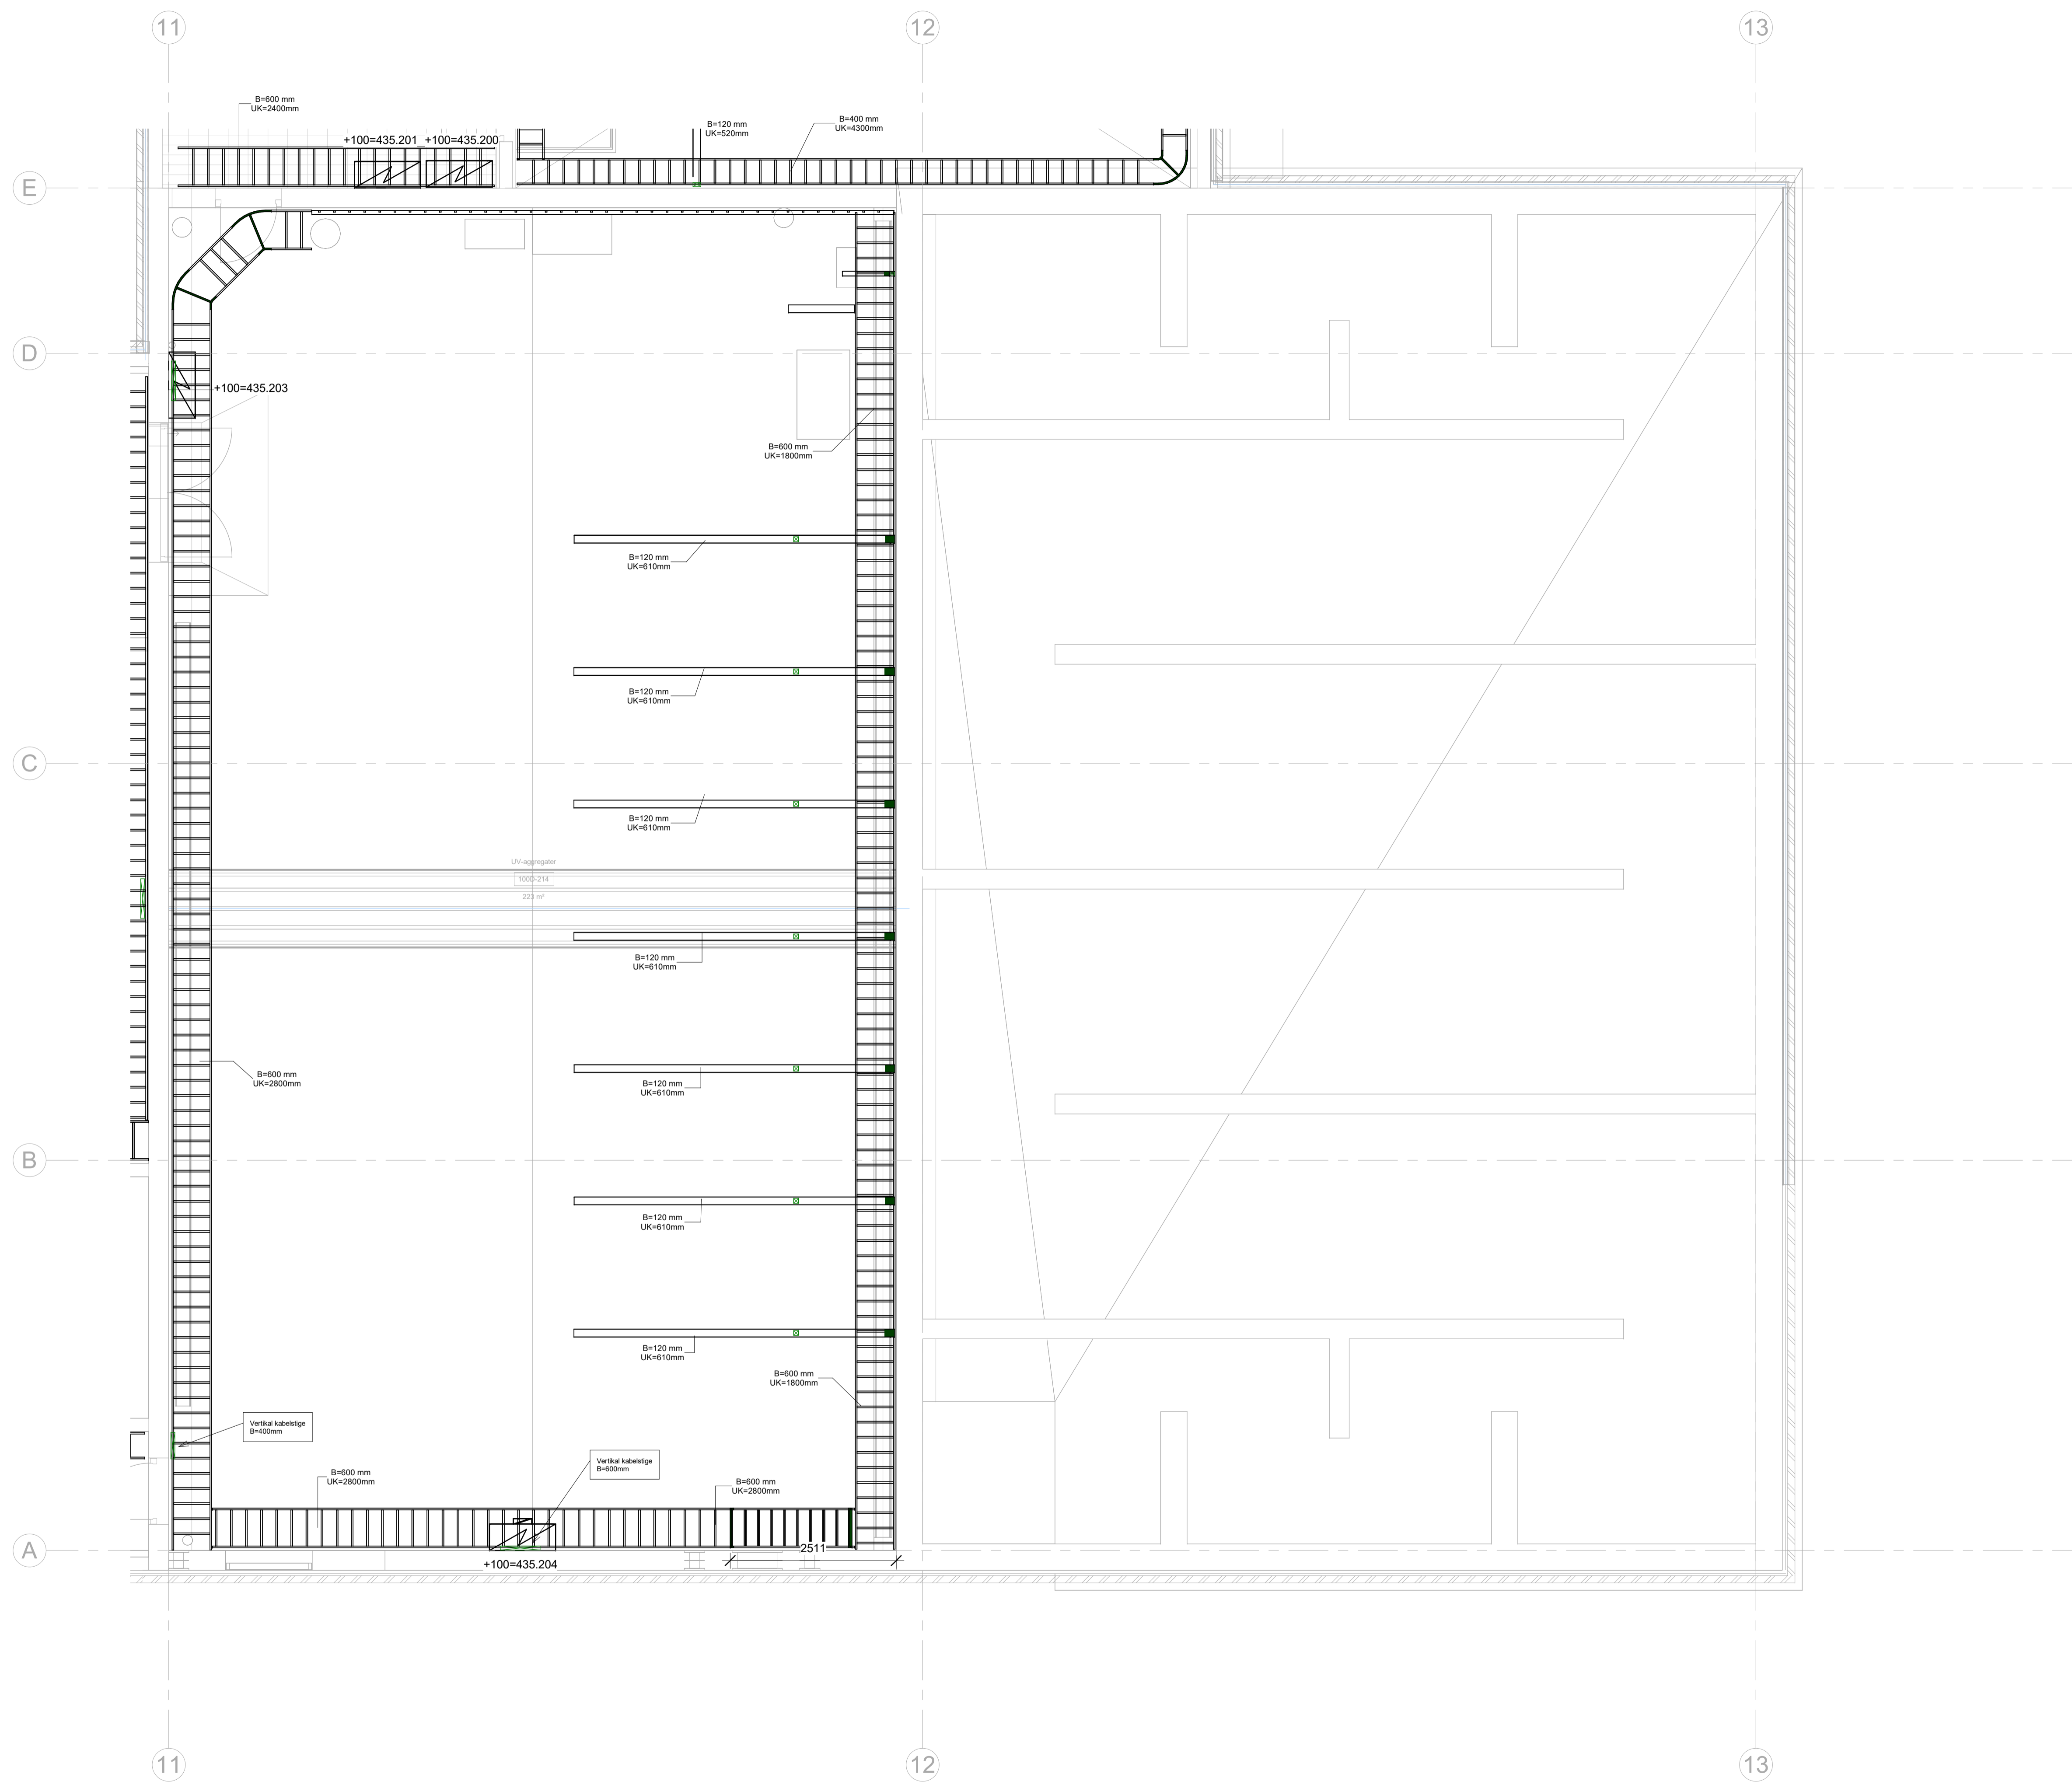 11
12
13
B=600 mm
UK=2400mm
B=120 mm
UK=520mm
B=400 mm
UK=4300mm
+100=435.201
+100=435.200
E
D
+100=435.203
B=600 mm
UK=1800mm
B=120 mm
UK=610mm
B=120 mm
UK=610mm
C
B=120 mm
UK=610mm
UV-aggregater
100D-214
223 m²
B=120 mm
UK=610mm
B=600 mm
UK=2800mm
B=120 mm
UK=610mm
B
B=120 mm
UK=610mm
B=120 mm
UK=610mm
B=600 mm
UK=1800mm
Vertikal kabelstige
B=400mm
Vertikal kabelstige
B=600mm
B=600 mm
UK=2800mm
B=600 mm
UK=2800mm
A
2511
+100=435.204
11
12
13